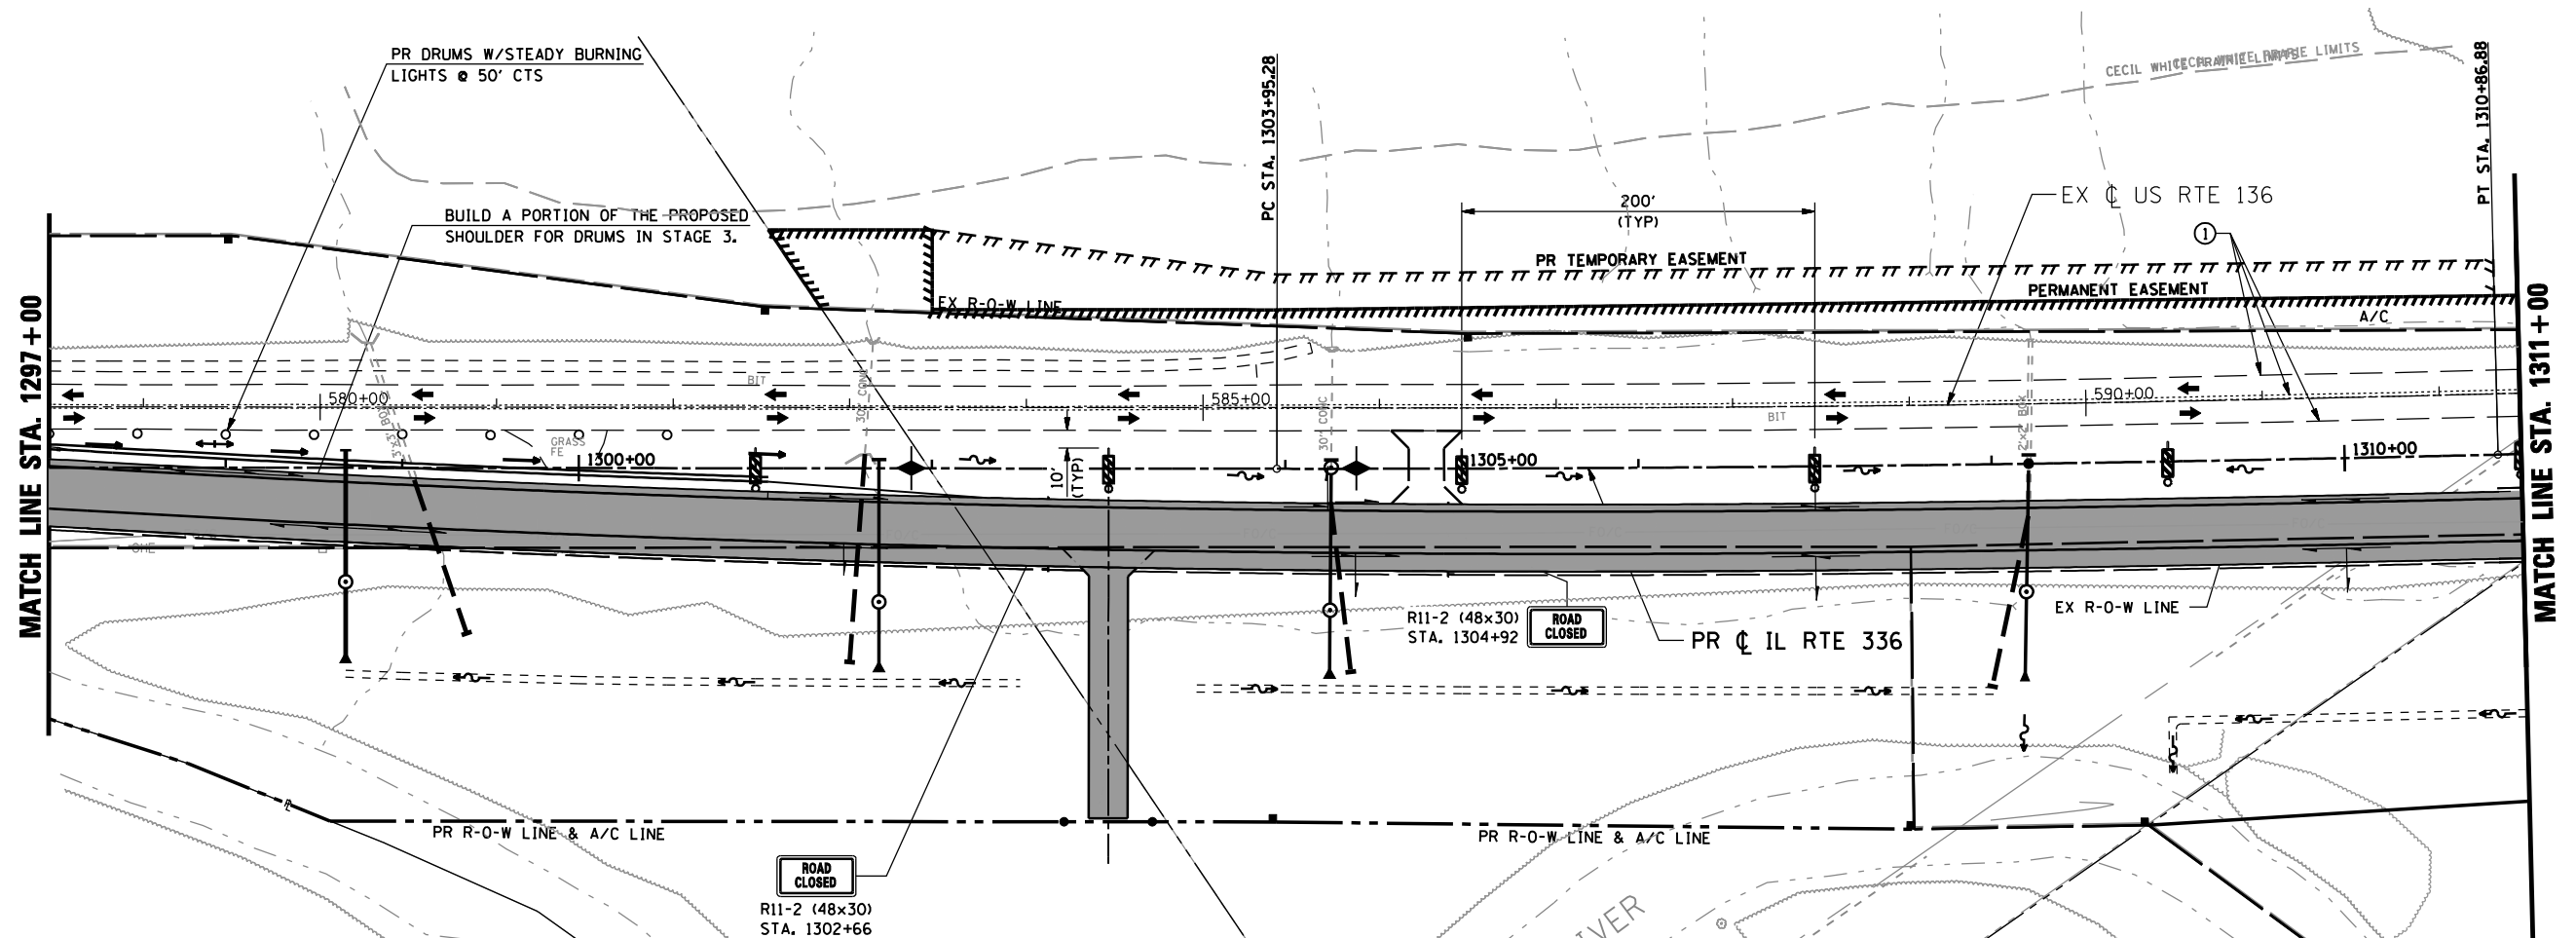 PR DRUMS W/STEADY BURNING
LIGHTS @ 50' CTS
BUILD A PORTION OF THE PROPOSED
SHOULDER FOR DRUMS IN STAGE 3.
PC STA. 1303+95.28
CECIL WHITE PRAIRIE LIMITS
PT STA. 1310+86.88
200'
(TYP)
EX ℄ US RTE 136
1
PR TEMPORARY EASEMENT
PERMANENT EASEMENT
EX R-O-W LINE
A/C
MATCH LINE STA. 1297+00
MATCH LINE STA. 1311+00
BIT
580+00
585+00
590+00
BIT
30" CONC
30" CONC
GRASS
FE
1300+00
10'
(TYP)
1305+00
1310+00
OHE
R11-2 (48x30)
STA. 1304+92
ROAD
CLOSED
PR ℄ IL RTE 336
EX R-O-W LINE
PR R-O-W LINE & A/C LINE
PR R-O-W LINE & A/C LINE
ROAD
CLOSED
R11-2 (48x30)
STA. 1302+66